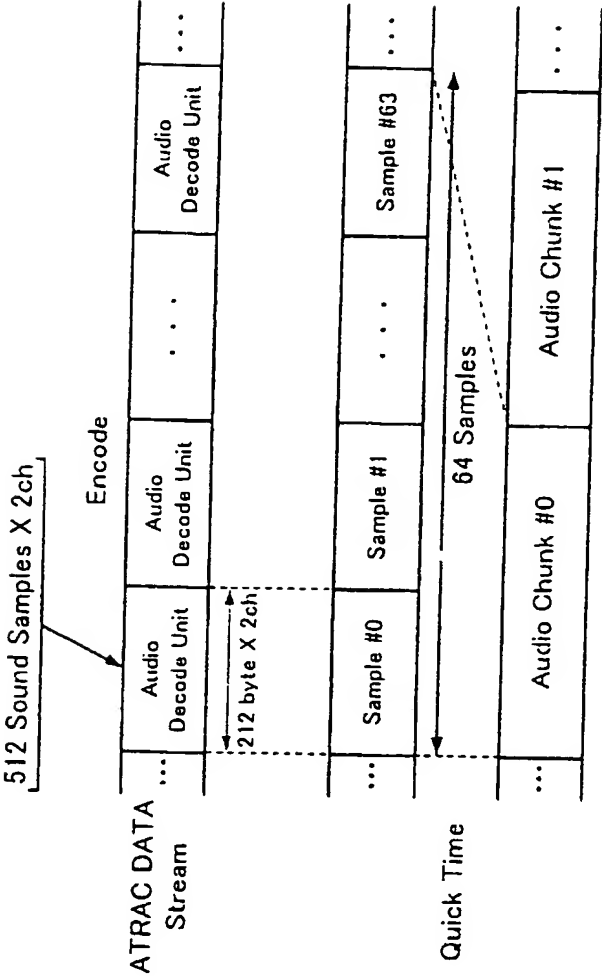 512 Sound Samples X 2ch
Encode
ATRAC DATA
Stream
...
Audio
Decode Unit
Audio
Decode Unit
...
Audio
Decode Unit
...
212 byte X 2ch
...
Sample #0
Sample #1
...
Sample #63
...
Quick Time
64 Samples
...
Audio Chunk #0
Audio Chunk #1
...